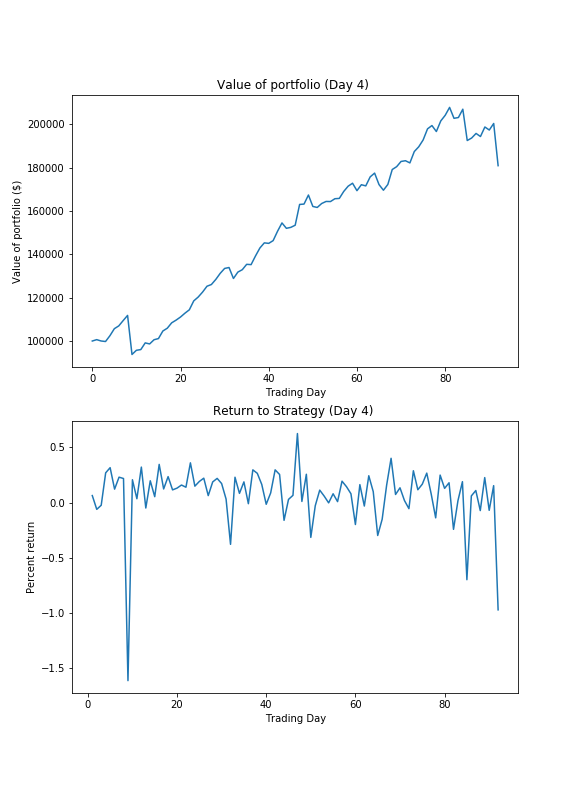 Value of portfolio (Day 4)
Value of portfolio ($)
200000
180000
160000
140000
120000
100000
0 20 40 60 80
Trading Day
Return to Strategy (Day 4)
Percent return
0.5
0.0
−0.5
−1.0
−1.5
0 20 40 60 80
Trading Day